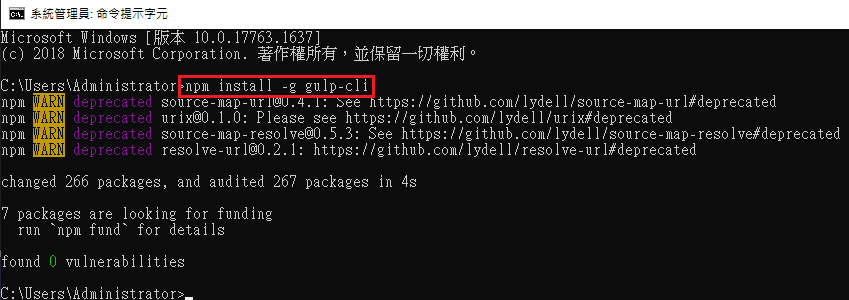 系統管理員: 命令提示字元
Microsoft Windows [版本 10.0.17763.1637]
(c) 2018 Microsoft Corporation. 著作權所有，並保留一切權利。
C:\Users\Administrator>npm install -g gulp-cli
npm WARN deprecated source-map-url@0.4.1: See https://github.com/lydell/source-map-url#deprecated
npm WARN deprecated urix@0.1.0: Please see https://github.com/lydell/urix#deprecated
npm WARN deprecated source-map-resolve@0.5.3: See https://github.com/lydell/source-map-resolve#deprecated
npm WARN deprecated resolve-url@0.2.1: https://github.com/lydell/resolve-url#deprecated
changed 266 packages, and audited 267 packages in 4s
7 packages are looking for funding
  run `npm fund` for details
found 0 vulnerabilities
C:\Users\Administrator>